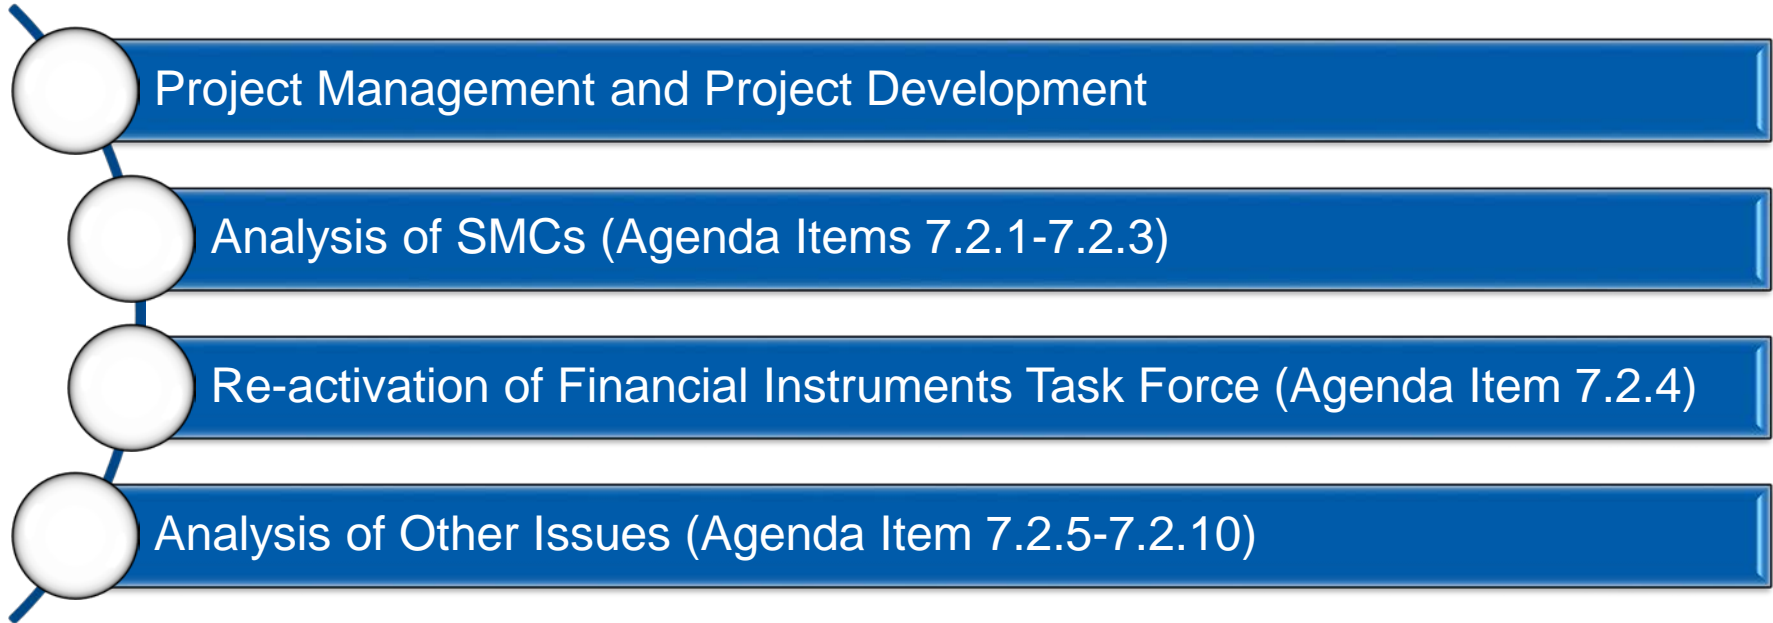 Project Management and Project Development
Analysis of SMCs (Agenda Items 7.2.1-7.2.3)
Re-activation of Financial Instruments Task Force (Agenda Item 7.2.4)
Analysis of Other Issues (Agenda Item 7.2.5-7.2.10)